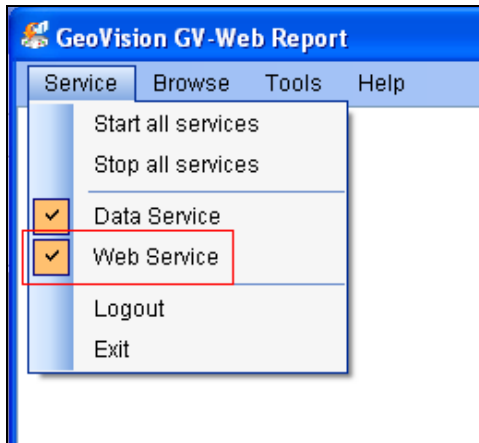 GeoVision GV-Web Report
Service Browse Tools Help
Start all services
Stop all services
Data Service
Web Service
Logout
Exit